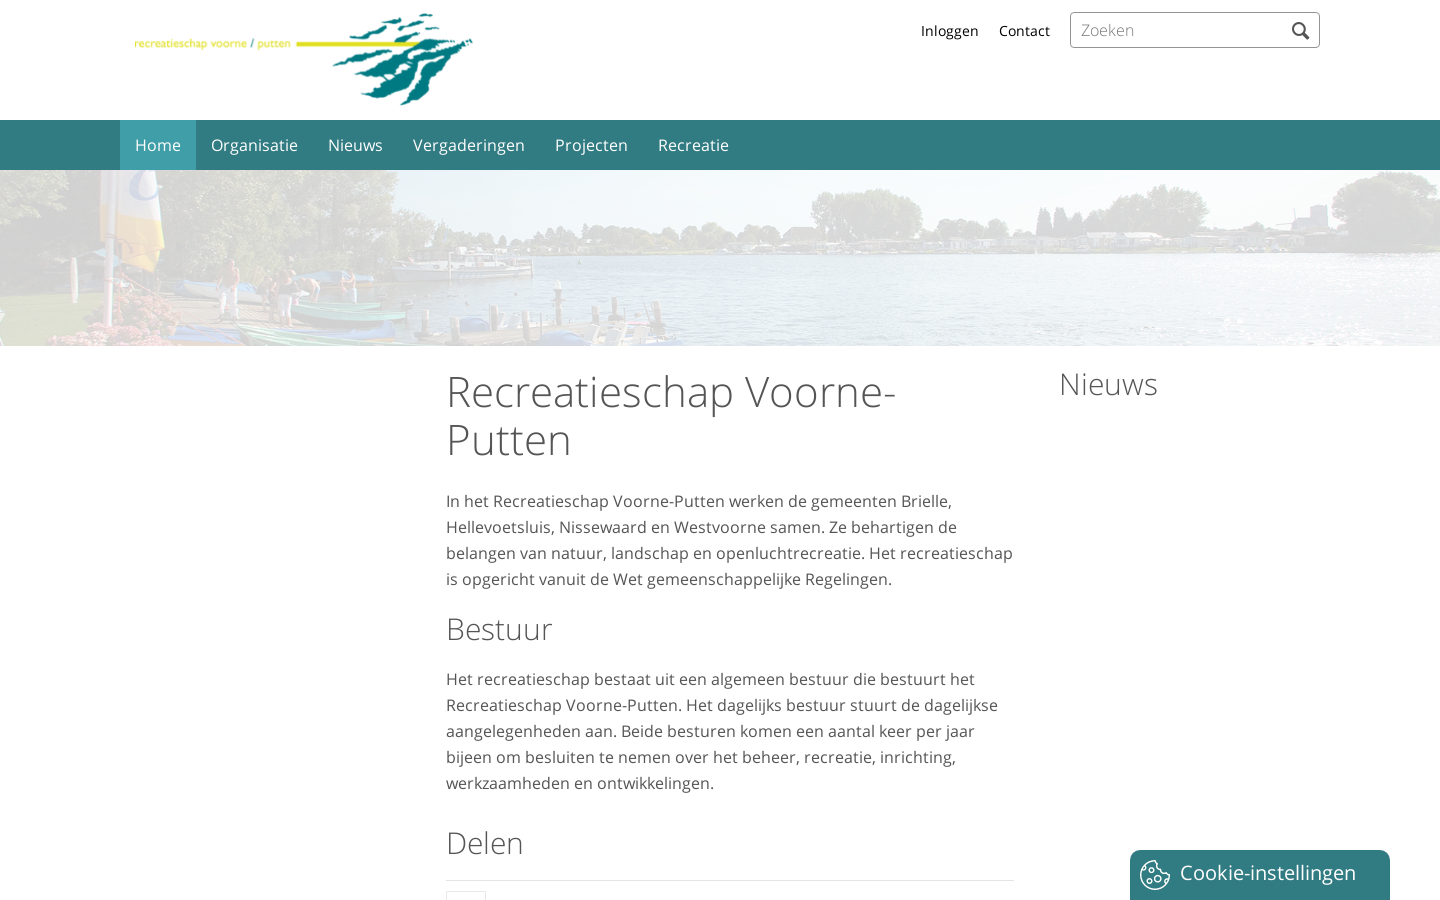 recreatieschap voorne / putten
Inloggen
Contact
Zoeken
Home
Organisatie
Nieuws
Vergaderingen
Projecten
Recreatie
Recreatieschap Voorne-
Putten
In het Recreatieschap Voorne-Putten werken de gemeenten Brielle,
Hellevoetsluis, Nissewaard en Westvoorne samen. Ze behartigen de
belangen van natuur, landschap en openluchtrecreatie. Het recreatieschap
is opgericht vanuit de Wet gemeenschappelijke Regelingen.
Bestuur
Het recreatieschap bestaat uit een algemeen bestuur die bestuurt het
Recreatieschap Voorne-Putten. Het dagelijks bestuur stuurt de dagelijkse
aangelegenheden aan. Beide besturen komen een aantal keer per jaar
bijeen om besluiten te nemen over het beheer, recreatie, inrichting,
werkzaamheden en ontwikkelingen.
Delen
Nieuws
Cookie-instellingen